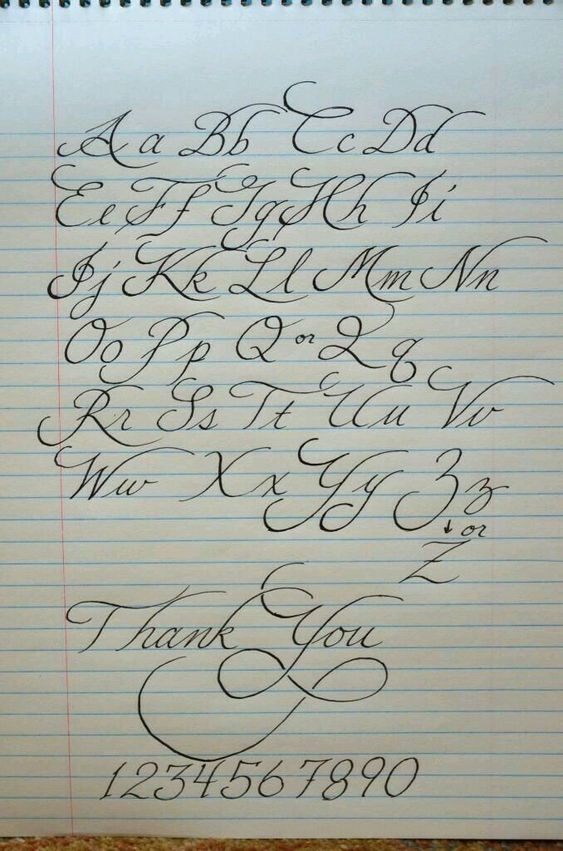 Aa Bb Cc Dd
Ee Ff Gg Hh Ii
Jj Kk Ll Mm Nn
Oo Pp Q or Q q
Rr Ss Tt Uu Vv
Ww Xx Yy Zz
↓ or
Z
Thank You
1234567890